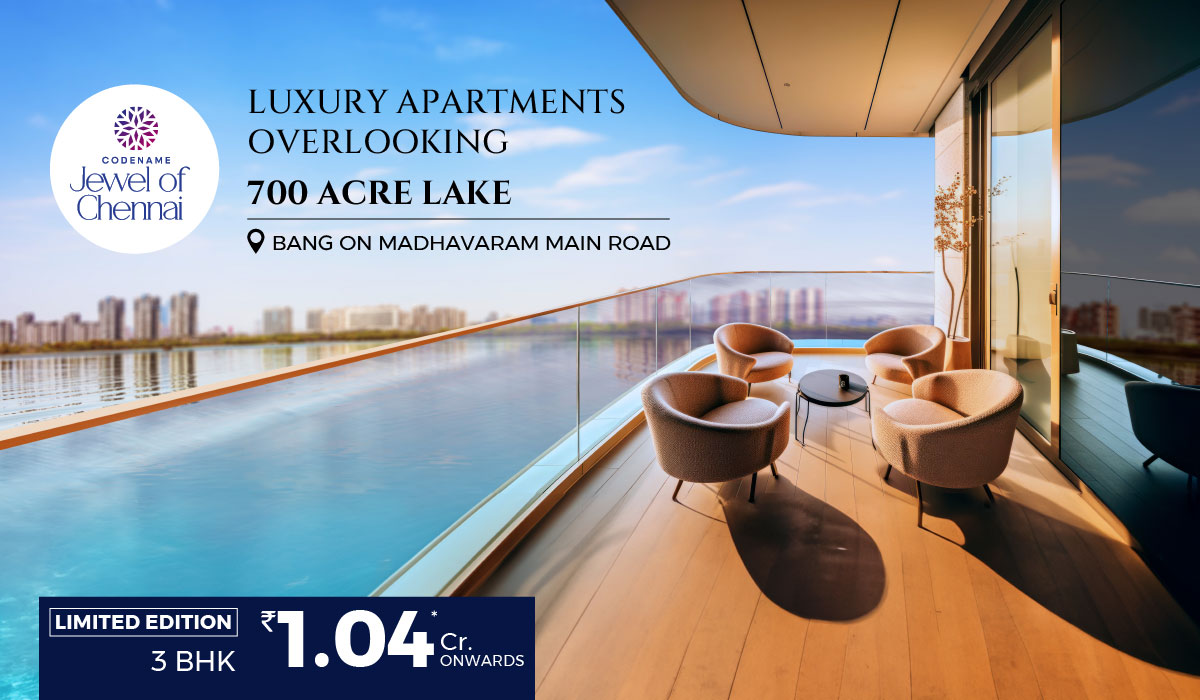 CODENAME
Jewel of
Chennai
LUXURY APARTMENTS
OVERLOOKING
700 ACRE LAKE
BANG ON MADHAVARAM MAIN ROAD
LIMITED EDITION
3 BHK
₹1.04*
Cr.
ONWARDS